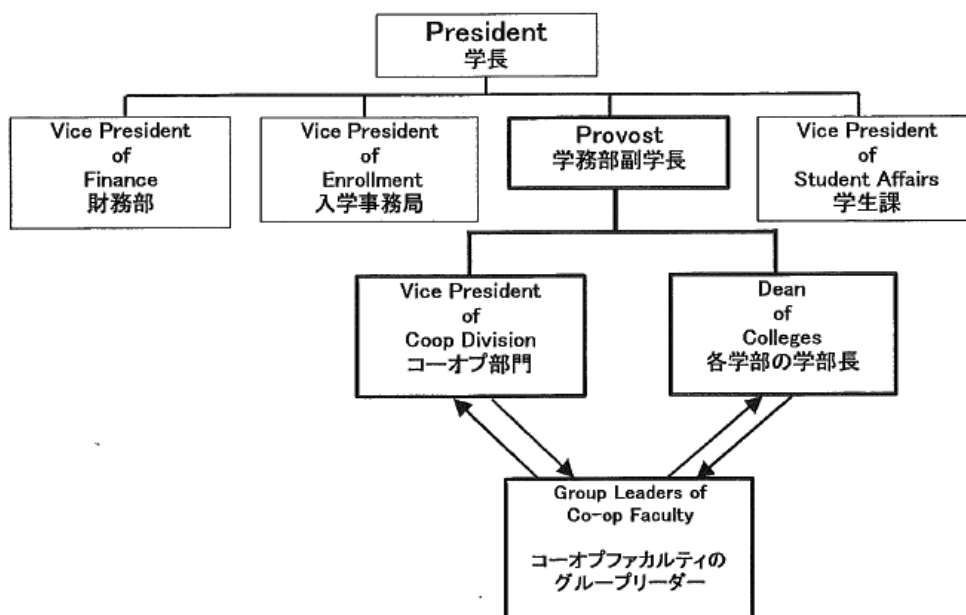 President
学長
Vice President
of
Finance
財務部
Vice President
of
Enrollment
入学事務局
Provost
学務部副学長
Vice President
of
Student Affairs
学生課
Vice President
of
Coop Division
コーオプ部門
Dean
of
Colleges
各学部の学部長
Group Leaders of
Co-op Faculty
コーオプファカルティの
グループリーダー